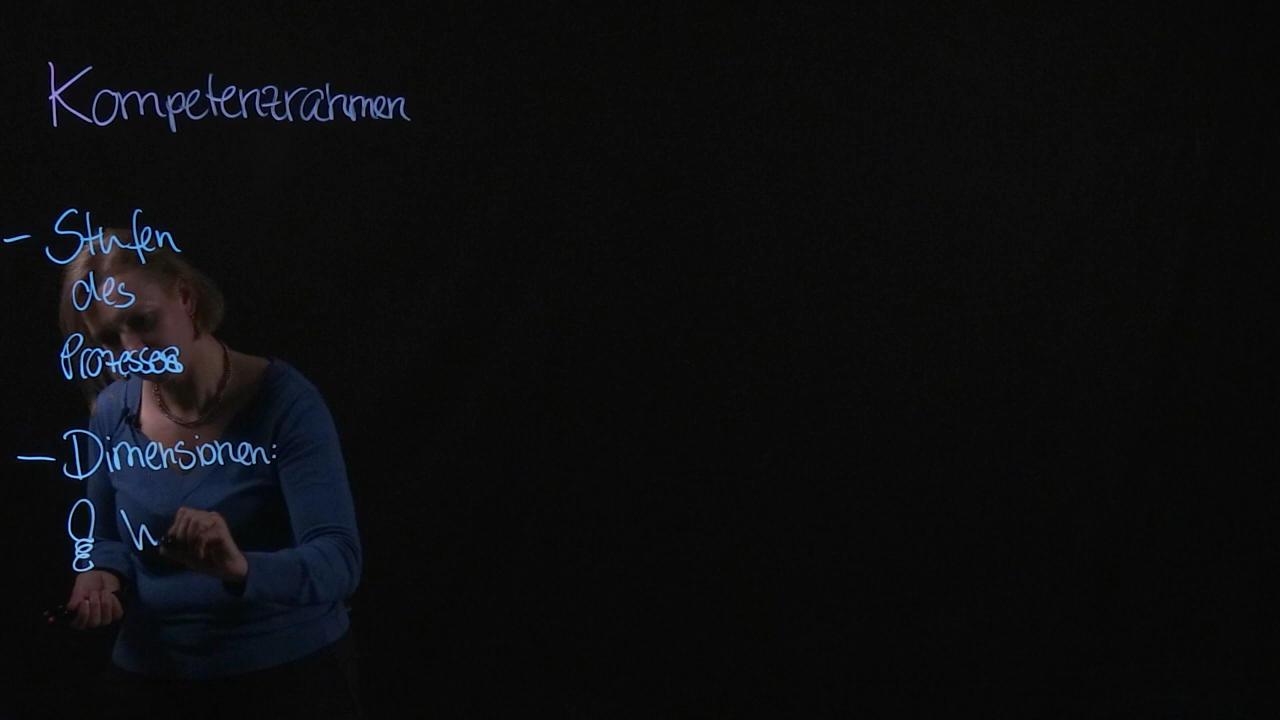 Kompetenzrahmen
- Stufen
des
Prozesses
- Dimensionen: